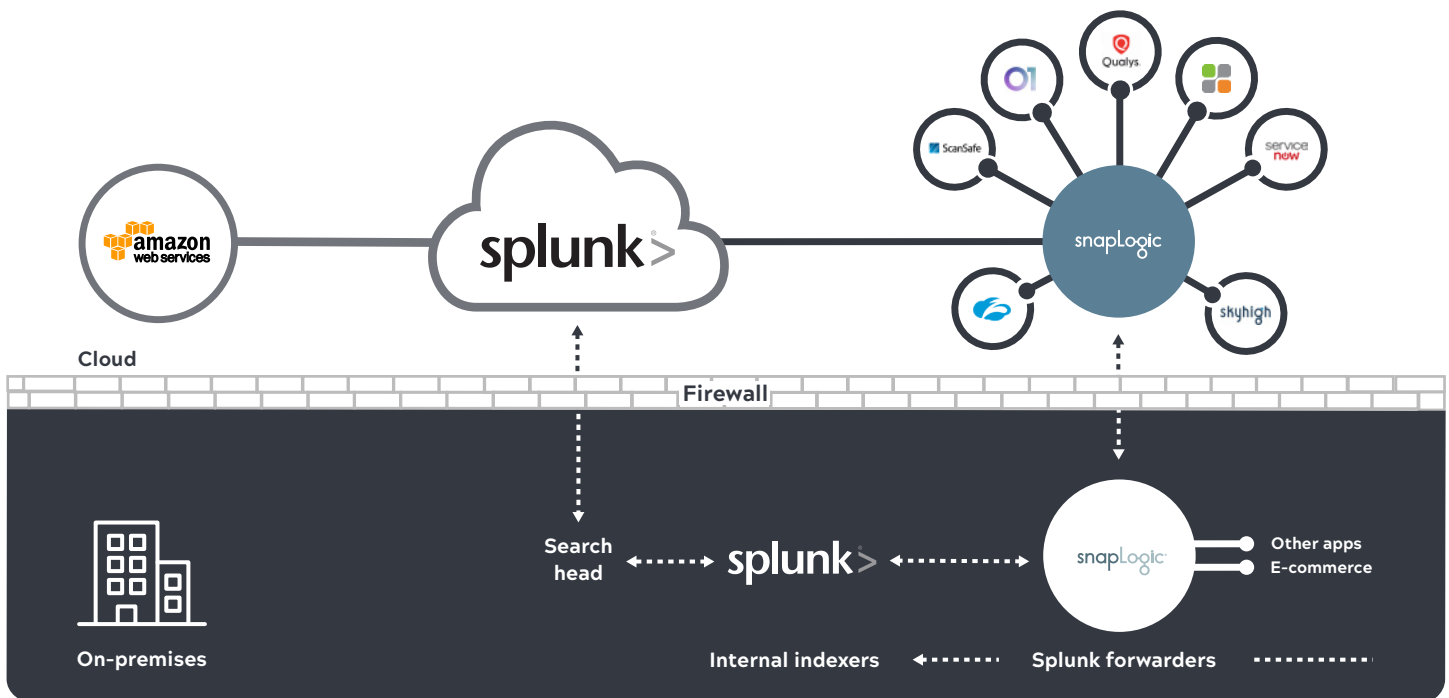 Qualys.
01
ScanSafe
service
now
amazon
web services
splunk>
snapLogic
skyhigh
Cloud
Firewall
Search
head
splunk>
snapLogic
Other apps
E-commerce
On-premises
Internal indexers
Splunk forwarders